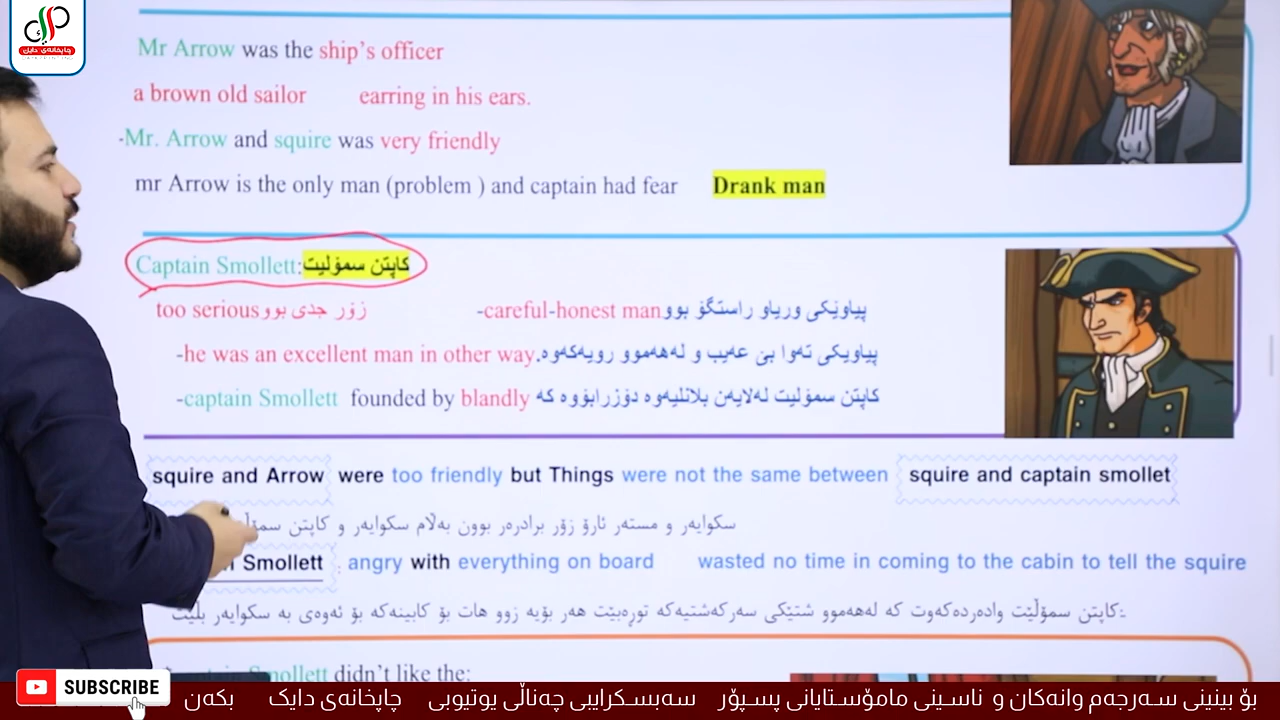 چاپخانەی دایک
Mr Arrow was the ship's officer
a brown old sailor earring in his ears.
-Mr. Arrow and squire was very friendly
mr Arrow is the only man (problem ) and captain had fear Drank man
Captain Smollett: کاپتن سمۆلیت
too serious زۆر جدی بوو -careful-honest man پیاوێکی وریاو راستگۆ بوو
-he was an excellent man in other way. پیاویکی تەوا بێ عەیب و لەهەموو رویەکەوە
-captain Smollett founded by blandly کاپتن سمۆلیت لەلایەن بلاندلیەوە دۆزرابۆوە کە
squire and Arrow were too friendly but Things were not the same between squire and captain smollet
سکوایەر و مستەر ئارۆ زۆر برادەر بوون بەڵام سکوایەر و کاپتن
Smollett : angry with everything on board wasted no time in coming to the cabin to tell the squire
:کاپتن سمۆڵێت وادەردەکەوت کە لەهەموو شتێکی سەرکەشتیەکە تورەبێت هەر بۆیە زوو هات بۆ کابینەکە بۆ ئەوەی بە سکوایەر بڵێت
Smollett didn't like the:
SUBSCRIBE
بۆ بینینی سەرجەم وانەکان و ناسینی مامۆستایانی پسپۆر سەبسکرایبی چەناڵی یوتیوبی چاپخانەی دایک بکەن